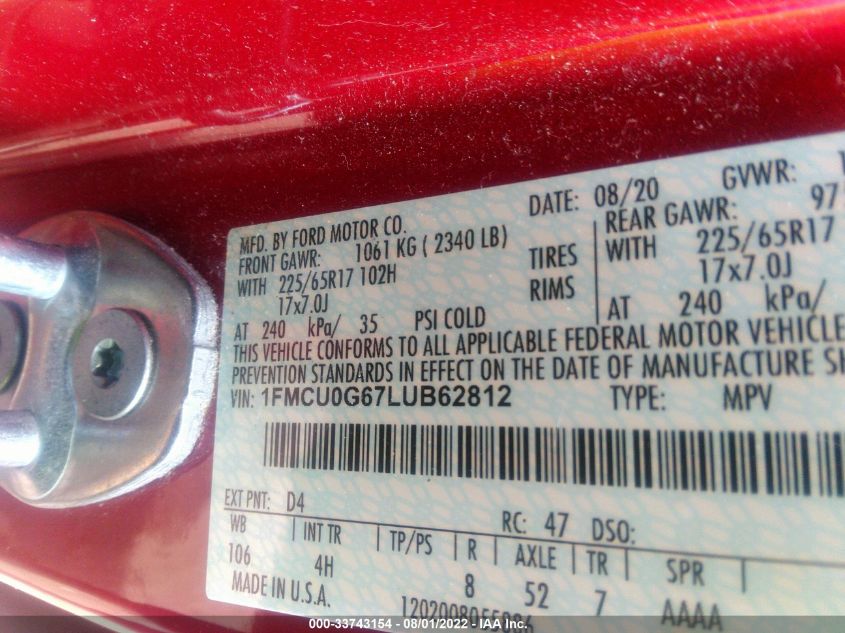 MFD. BY FORD MOTOR CO. DATE: 08/20 GVWR:
FRONT GAWR: 1061 KG ( 2340 LB) REAR GAWR: 97
WITH 225/65R17 102H TIRES WITH 225/65R17
17x7.0J RIMS 17x7.0J
AT 240 kPa/ 35 PSI COLD AT 240 kPa/
THIS VEHICLE CONFORMS TO ALL APPLICABLE FEDERAL MOTOR VEHICLE
PREVENTION STANDARDS IN EFFECT ON THE DATE OF MANUFACTURE SH
VIN: 1FMCU0G67LUB62812 TYPE: MPV
EXT PNT: D4 RC: 47 DSO:
WB INT TR TP/PS R AXLE TR SPR
106 4H 8 52 7 AAAA
MADE IN U.S.A.
000-33743154 - 08/01/2022 - IAA Inc.